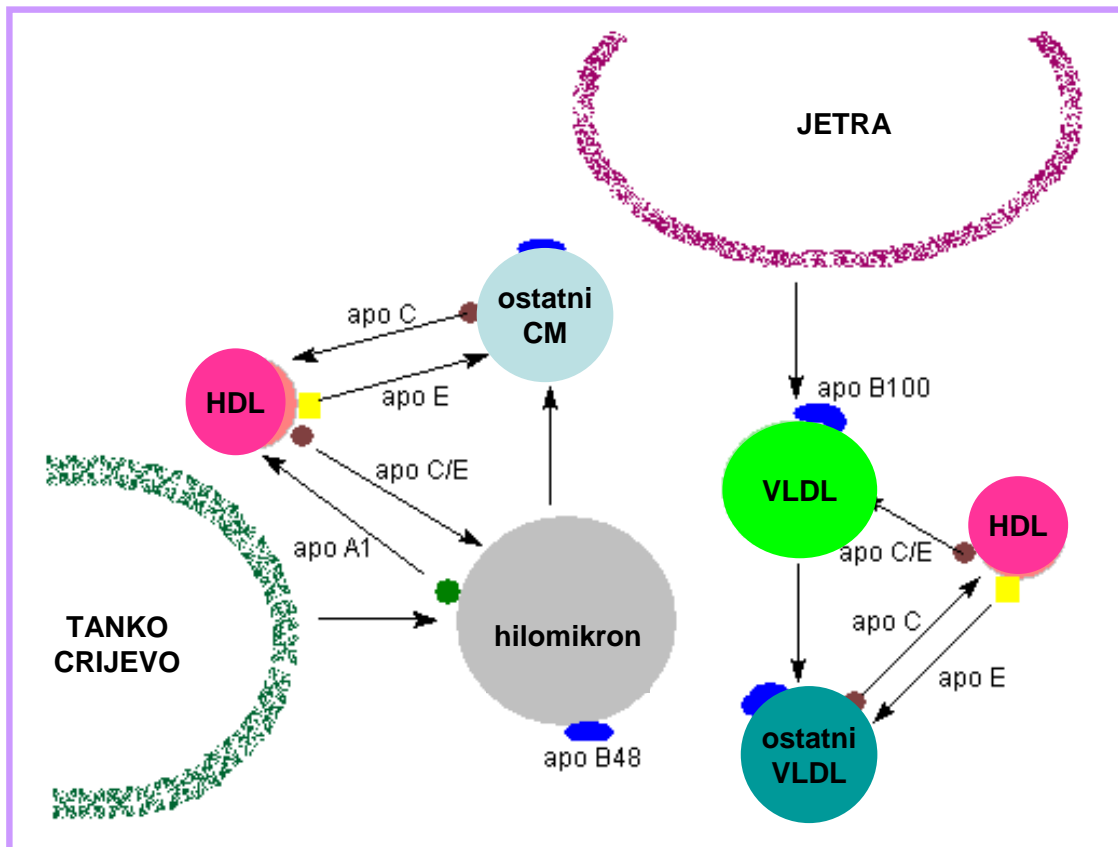 JETRA
ostatni
CM
apo C
HDL
apo E
apo B100
apo C/E
VLDL
HDL
apo A1
apo C/E
TANKO
CRIJEVO
hilomikron
apo C
apo E
apo B48
ostatni
VLDL